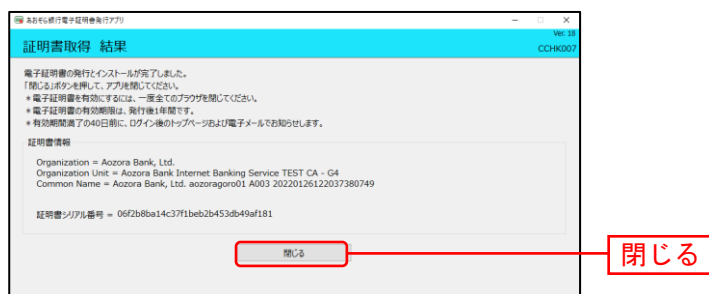 あおぞら銀行電子証明書発行アプリ
Ver. 18
証明書取得 結果
CCHK007
電子証明書の発行とインストールが完了しました。
「閉じる」ボタンを押して、アプリを閉じてください。
＊電子証明書を有効にするには、一度全てのブラウザを閉じてください。
＊電子証明書の有効期限は、発行後1年間です。
＊有効期間満了の40日前に、ログイン後のトップページおよび電子メールでお知らせします。
証明書情報
Organization = Aozora Bank, Ltd.
Organization Unit = Aozora Bank Internet Banking Service TEST CA - G4
Common Name = Aozora Bank, Ltd. aozoragoro01 A003 20220126122037380749
証明書シリアル番号 = 06f2b8ba14c37f1beb2b453db49af181
閉じる
閉じる